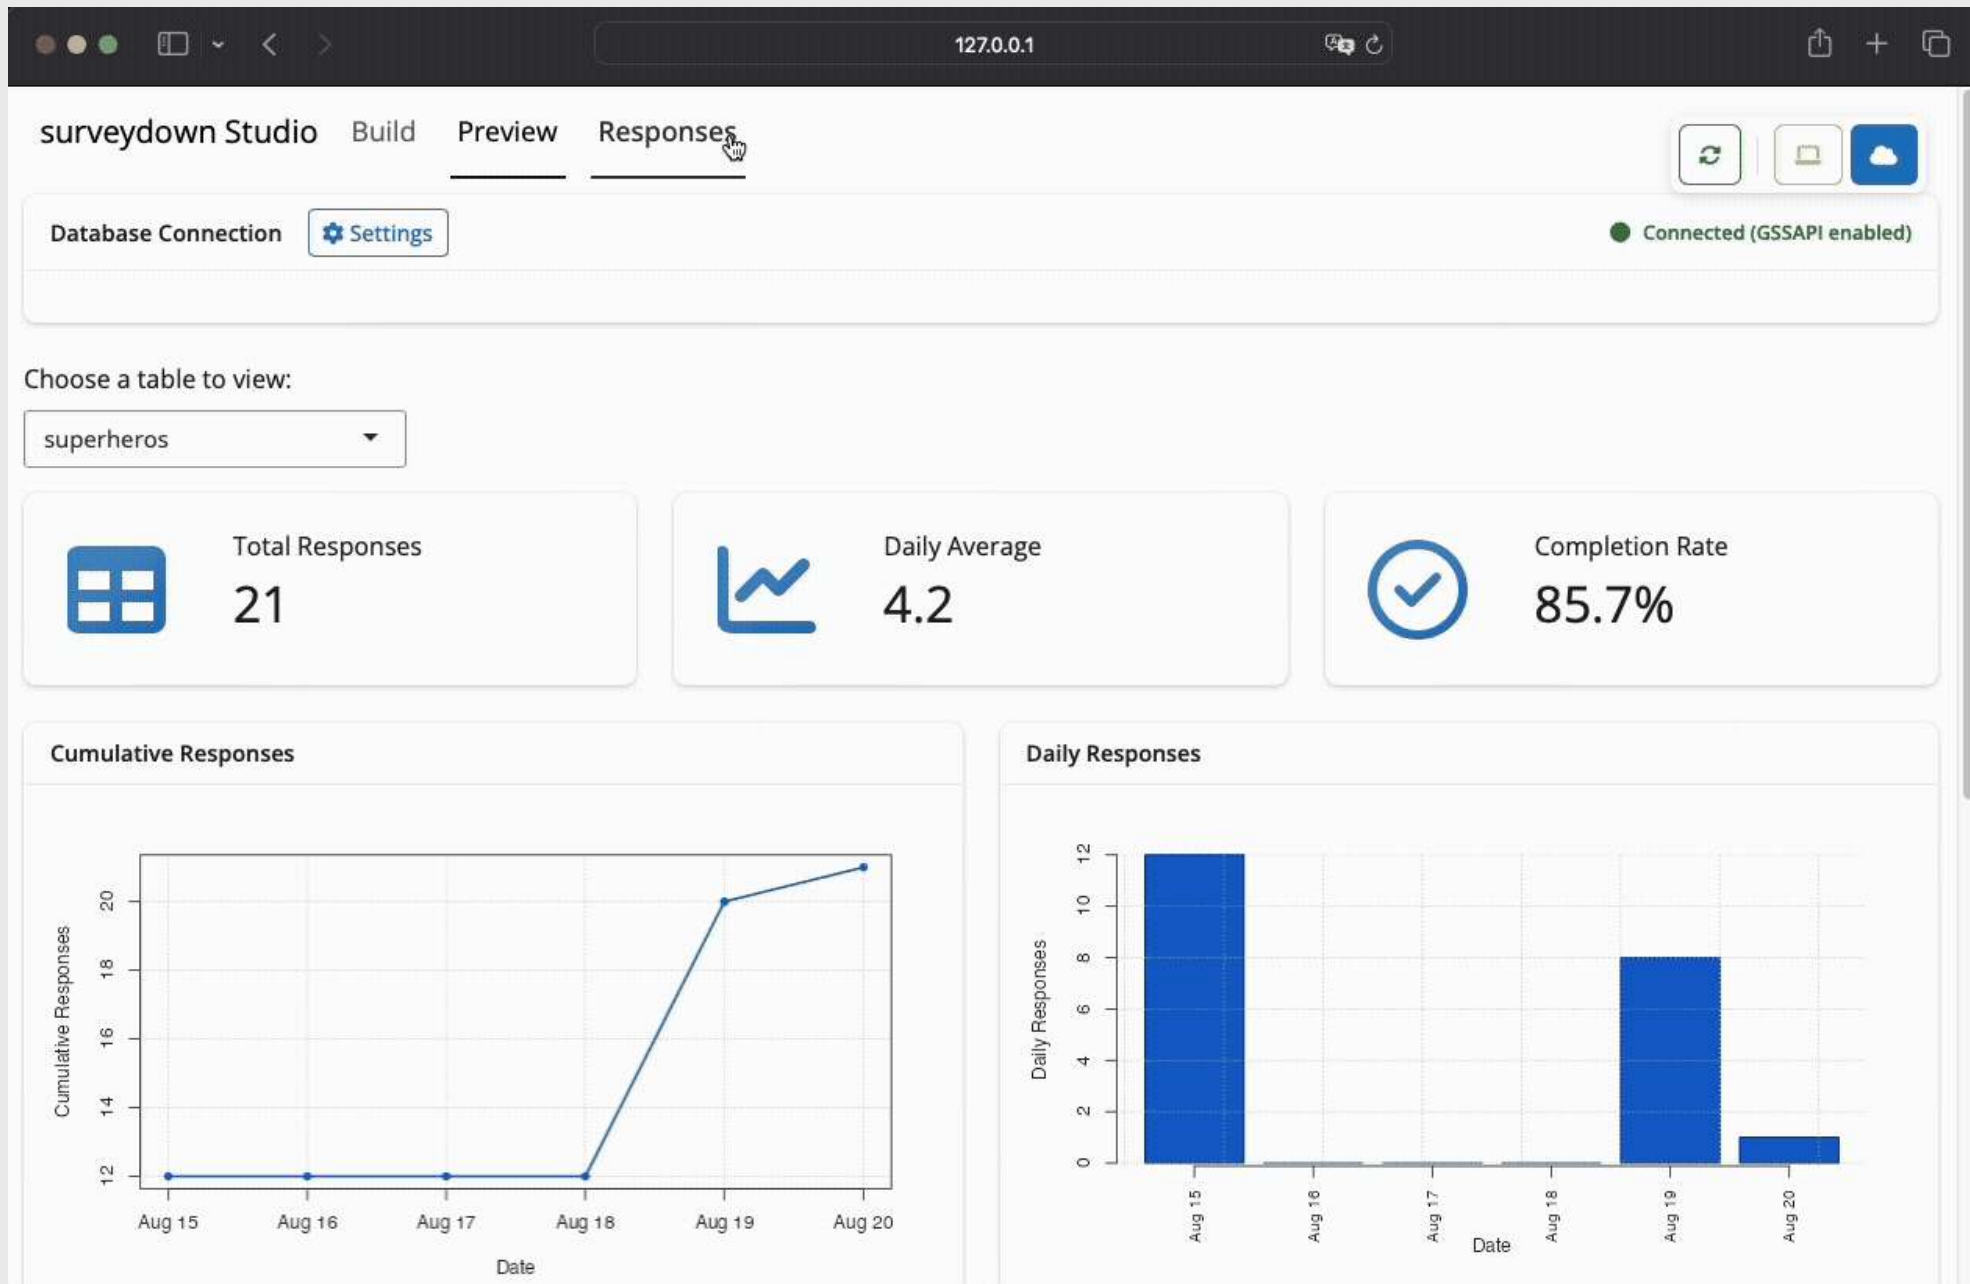 127.0.0.1
surveydown Studio Build Preview Responses
Database Connection Settings Connected (GSSAPI enabled)
Choose a table to view:
superheros
Total Responses
21
Daily Average
4.2
Completion Rate
85.7%
Cumulative Responses
Cumulative Responses
20
18
16
14
12
Aug 15 Aug 16 Aug 17 Aug 18 Aug 19 Aug 20
Date
Daily Responses
Daily Responses
12
10
8
6
4
2
0
Aug 15 Aug 16 Aug 17 Aug 18 Aug 19 Aug 20
Date